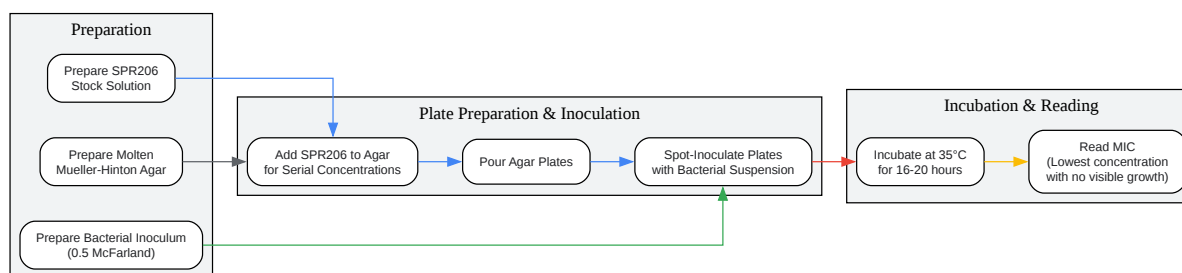 Preparation
Prepare SPR206
Stock Solution
Prepare Molten
Mueller-Hinton Agar
Prepare Bacterial Inoculum
(0.5 McFarland)
Plate Preparation & Inoculation
Add SPR206 to Agar
for Serial Concentrations
Pour Agar Plates
Spot-Inoculate Plates
with Bacterial Suspension
Incubation & Reading
Incubate at 35°C
for 16-20 hours
Read MIC
(Lowest concentration
with no visible growth)